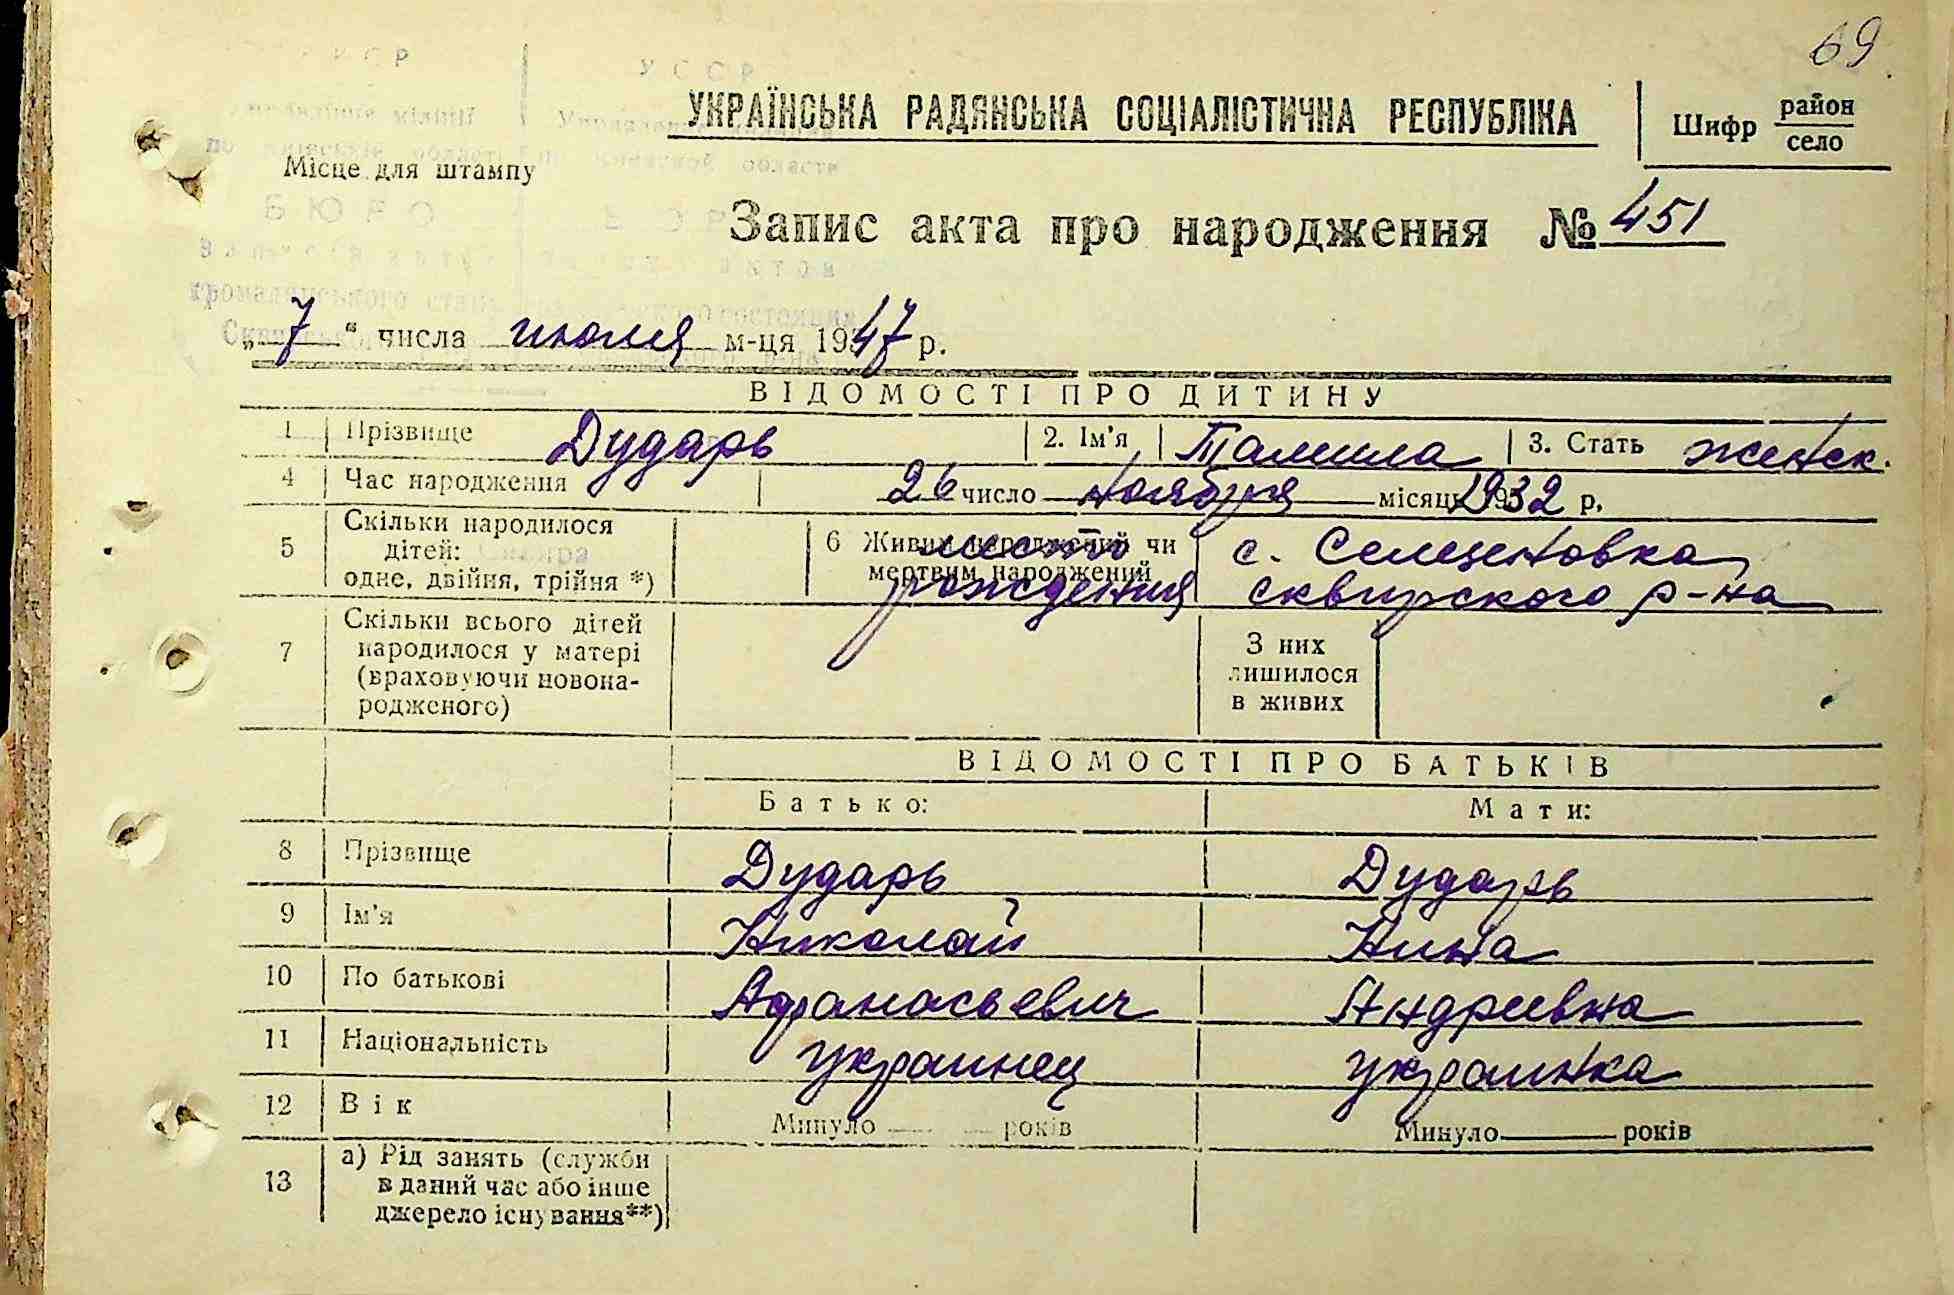 69.
УКРАЇНСЬКА РАДЯНСЬКА СОЦІАЛІСТИЧНА РЕСПУБЛІКА
Шифр район
село
УССР
Місце для штампу
БЮРО
Запис акта про народження № 451
„7“ числа июля м-ця 1947 р.
ВІДОМОСТІ ПРО ДИТИНУ
1 Прізвище Дударь 2. Ім'я Тамила 3. Стать женск.
4 Час народження 26 число ноября місяць 1932 р.
5 Скільки народилося дітей: одне, двійня, трійня *)
6 Живим народжений чи мертвим народжений
место рождения
с. Селezеновка
сквирского р-на
7 Скільки всього дітей народилося у матері (враховуючи новонародженого)
З них лишилося в живих
ВІДОМОСТІ ПРО БАТЬКІВ
Батько: Мати:
8 Прізвище Дударь Дударь
9 Ім'я Николай Нина
10 По батькові Афанасьевич Андреевна
11 Національність украинец украинка
12 Вік Минуло — років Минуло — років
13 а) Рід занять (служби
в даний час або інше
джерело існування**)